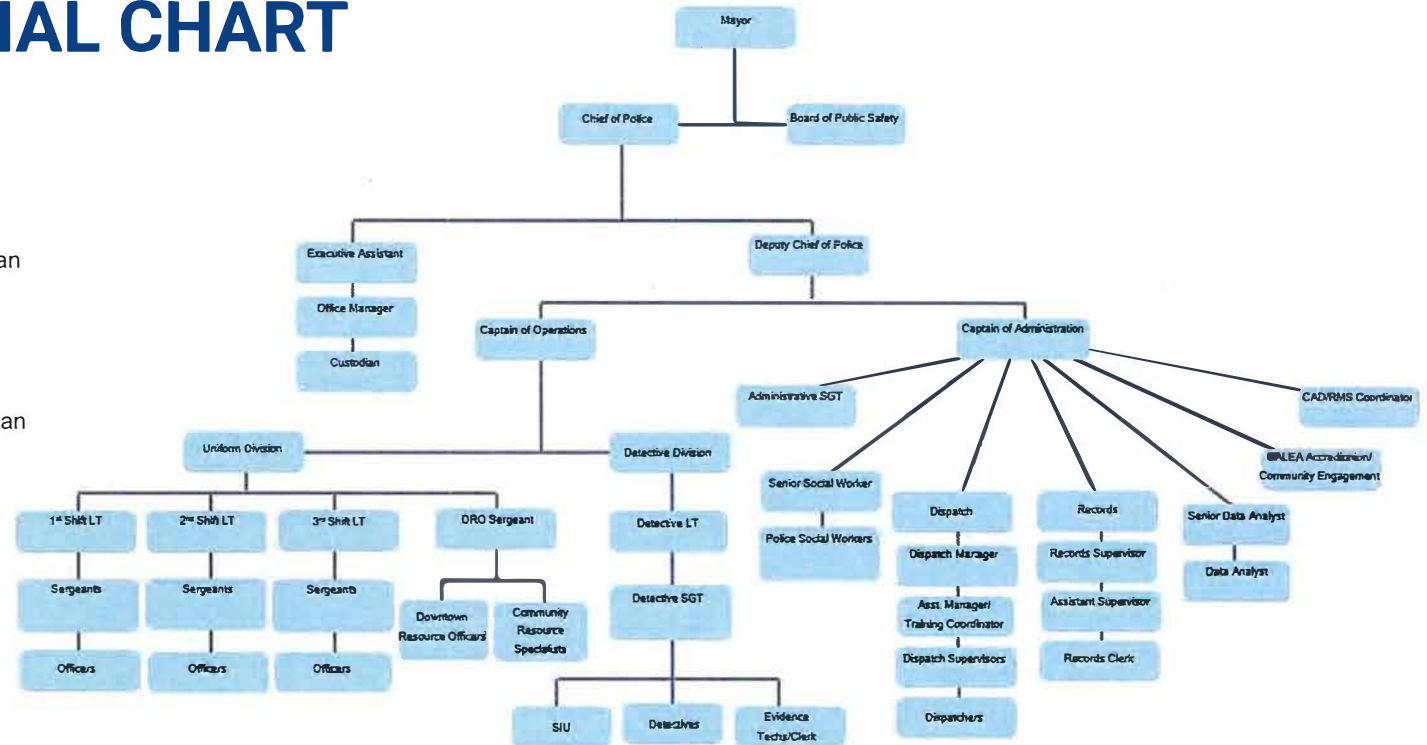 NAL CHART
Mayor
Chief of Police
Board of Public Safety
an
Executive Assistant
Deputy Chief of Police
Office Manager
Captain of Operations
Captain of Administration
Custodian
Administrative SGT
CAD/RMS Coordinator
an
Uniform Division
Detective Division
CALEA Accreditation/
Community Engagement
Senior Social Worker
Dispatch
Records
Senior Data Analyst
1st Shift LT
2nd Shift LT
3rd Shift LT
DRO Sergeant
Detective LT
Police Social Workers
Dispatch Manager
Records Supervisor
Data Analyst
Sergeants
Sergeants
Sergeants
Downtown
Resource Officers
Community
Resource
Specialists
Detective SGT
Asst. Manager/
Training Coordinator
Assistant Supervisor
Officers
Officers
Officers
Dispatch Supervisors
Records Clerk
SIU
Detectives
Evidence
Techs/Clerk
Dispatchers